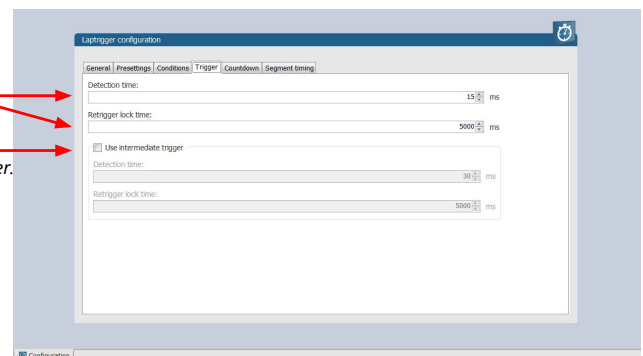 Laptrigger configuration
General Presettings Conditions Trigger Countdown Segment timing
Detection time:
15 ms
Retrigger lock time:
5000 ms
Use intermediate trigger
er.
Detection time:
30 ms
Retrigger lock time:
5000 ms
Configuration